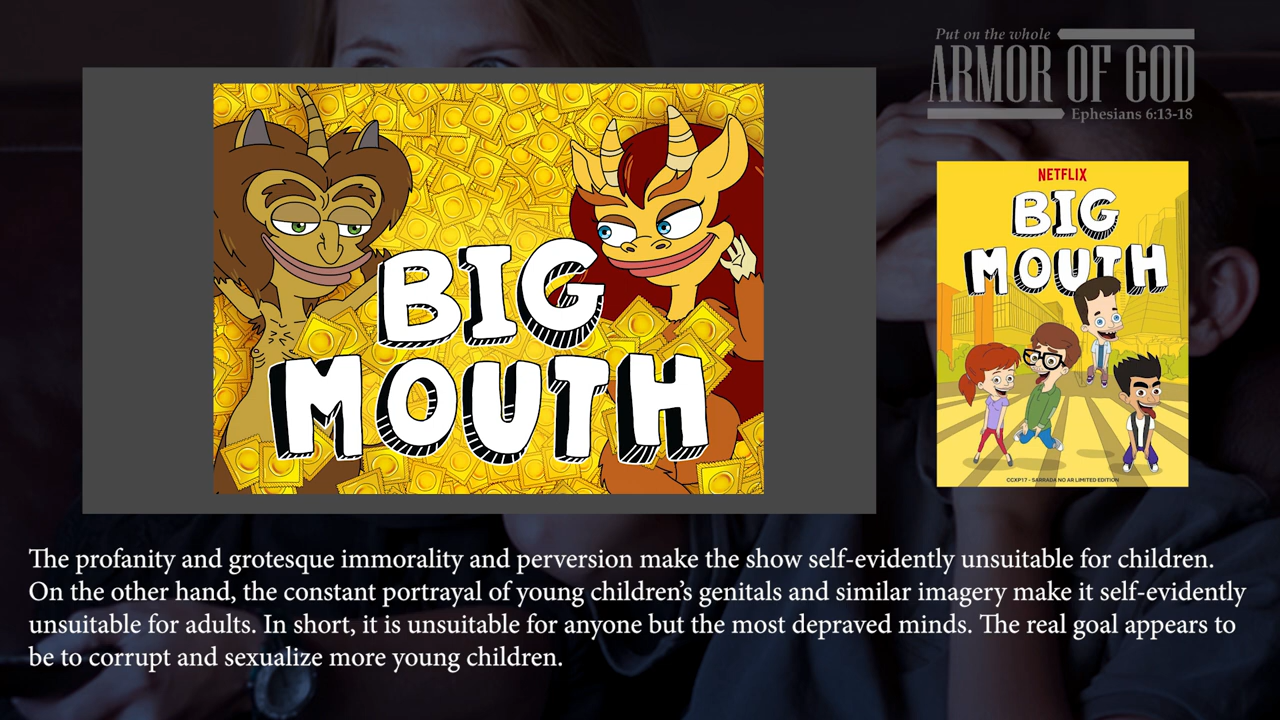 Put on the whole
ARMOR OF GOD
Ephesians 6:13-18
BIG
MOUTH
NETFLIX
BIG
MOUTH
CCXP17 - SARRADA NO AR LIMITED EDITION
The profanity and grotesque immorality and perversion make the show self-evidently unsuitable for children.
On the other hand, the constant portrayal of young children’s genitals and similar imagery make it self-evidently
unsuitable for adults. In short, it is unsuitable for anyone but the most depraved minds. The real goal appears to
be to corrupt and sexualize more young children.